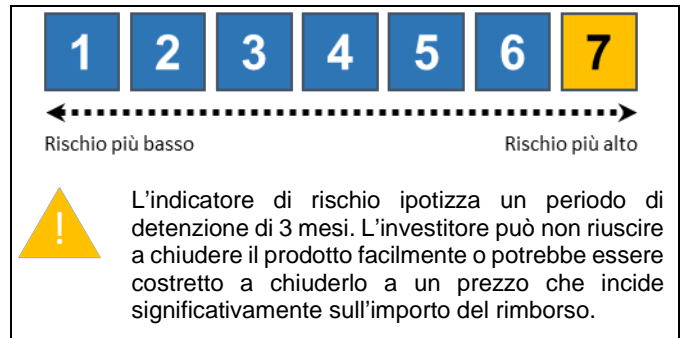 1 2 3 4 5 6 7
Rischio più basso Rischio più alto
!
L'indicatore di rischio ipotizza un periodo di
detenzione di 3 mesi. L'investitore può non riuscire
a chiudere il prodotto facilmente o potrebbe essere
costretto a chiuderlo a un prezzo che incide
significativamente sull'importo del rimborso.